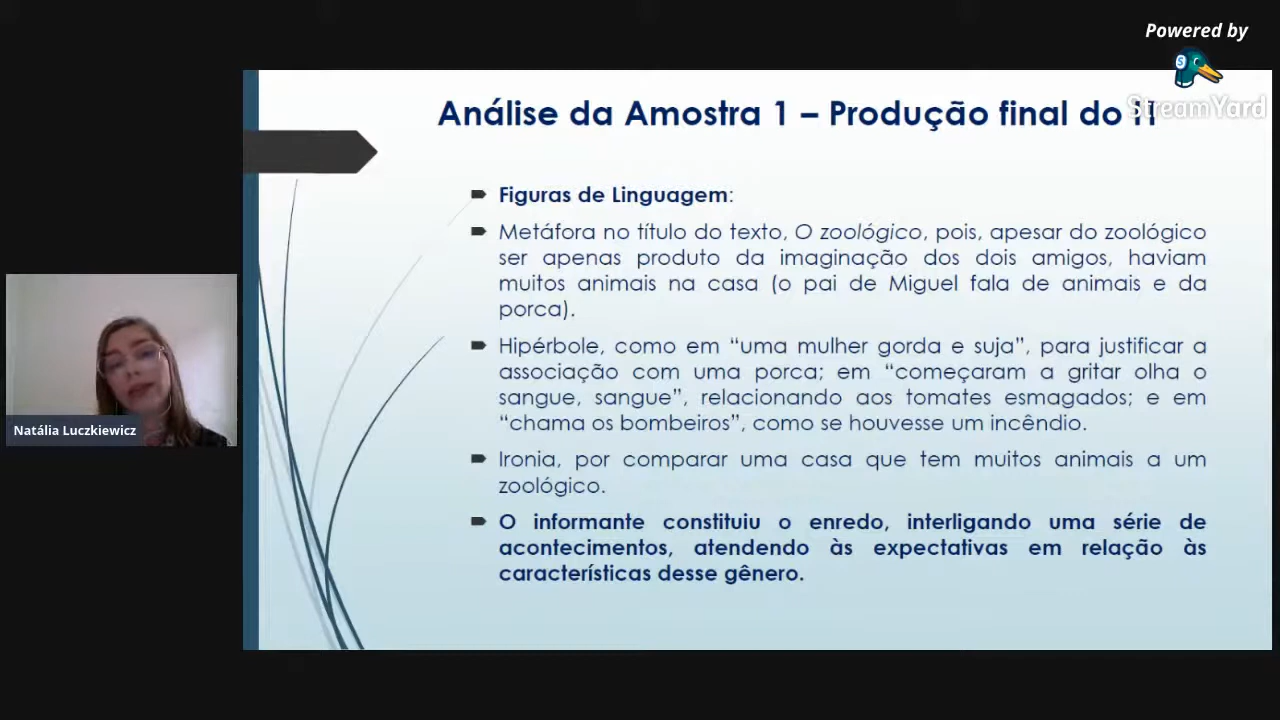 Powered by
StreamYard
Análise da Amostra 1 – Produção final do
Figuras de Linguagem:
Metáfora no título do texto, O zoológico, pois, apesar do zoológico
ser apenas produto da imaginação dos dois amigos, haviam
muitos animais na casa (o pai de Miguel fala de animais e da
porca).
Hipérbole, como em “uma mulher gorda e suja”, para justificar a
associação com uma porca; em “começaram a gritar olha o
sangue, sangue”, relacionando aos tomates esmagados; e em
“chama os bombeiros”, como se houvesse um incêndio.
Ironia, por comparar uma casa que tem muitos animais a um
zoológico.
O informante constituiu o enredo, interligando uma série de
acontecimentos, atendendo às expectativas em relação às
características desse gênero.
Natália Luczkiewicz